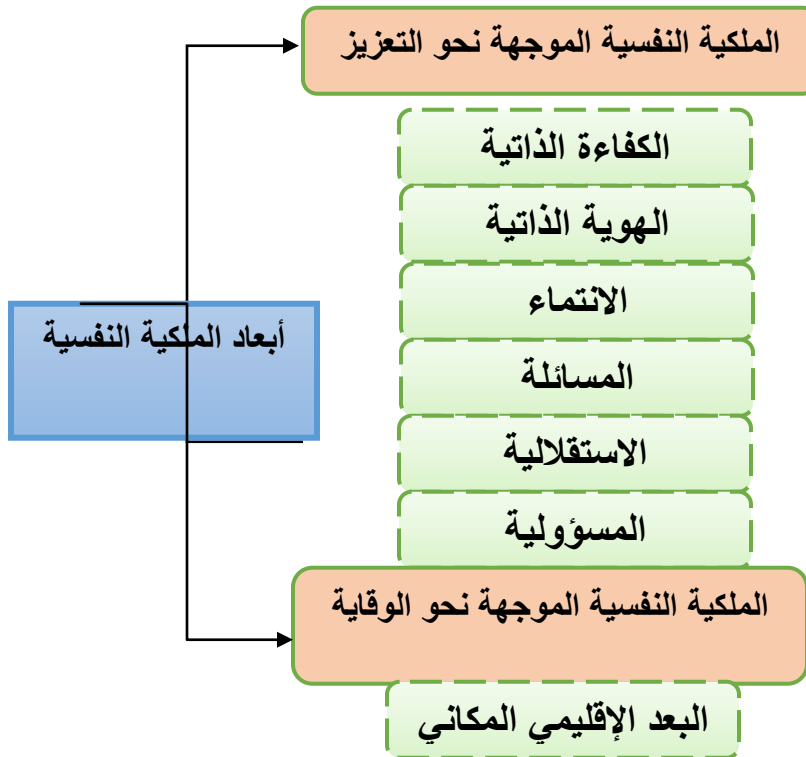 الملكية النفسية الموجهة نحو التعزيز
الكفاءة الذاتية
الهوية الذاتية
الانتماء
أبعاد الملكية النفسية
المسائلة
الاستقلالية
المسؤولية
الملكية النفسية الموجهة نحو الوقاية
البعد الإقليمي المكاني